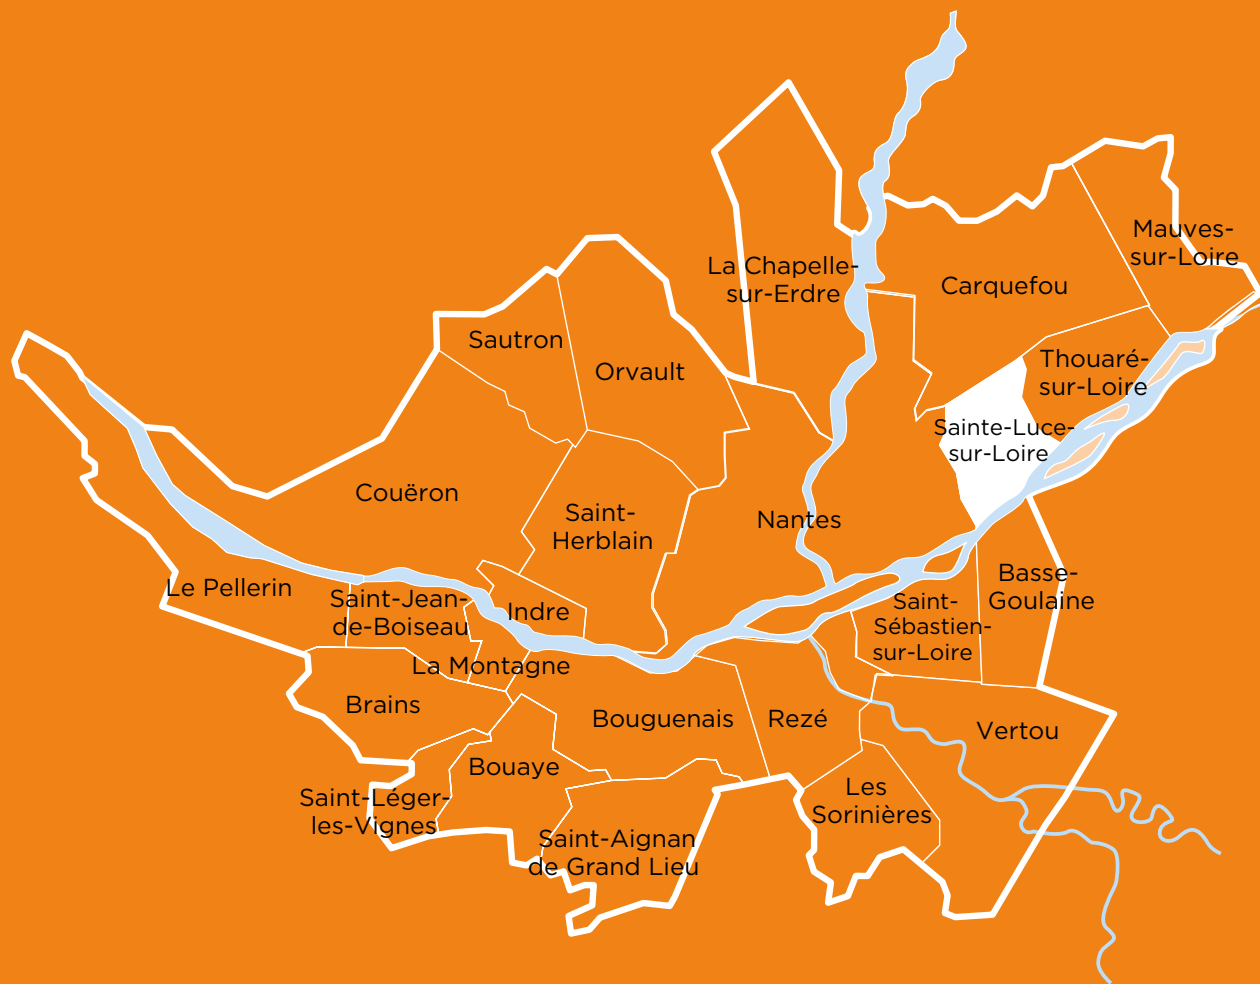 Mauves-
sur-Loire
La Chapelle-
sur-Erdre
Carquefou
Sautron
Orvault
Thouaré-
sur-Loire
Sainte-Luce-
sur-Loire
Couëron
Saint-
Herblain
Nantes
Le Pellerin
Saint-Jean-
de-Boiseau
Indre
Basse-
Goulaine
Saint-
Sébastien-
sur-Loire
La Montagne
Brains
Bouguenais
Rezé
Vertou
Bouaye
Saint-Léger-
les-Vignes
Les
Sorinières
Saint-Aignan
de Grand Lieu